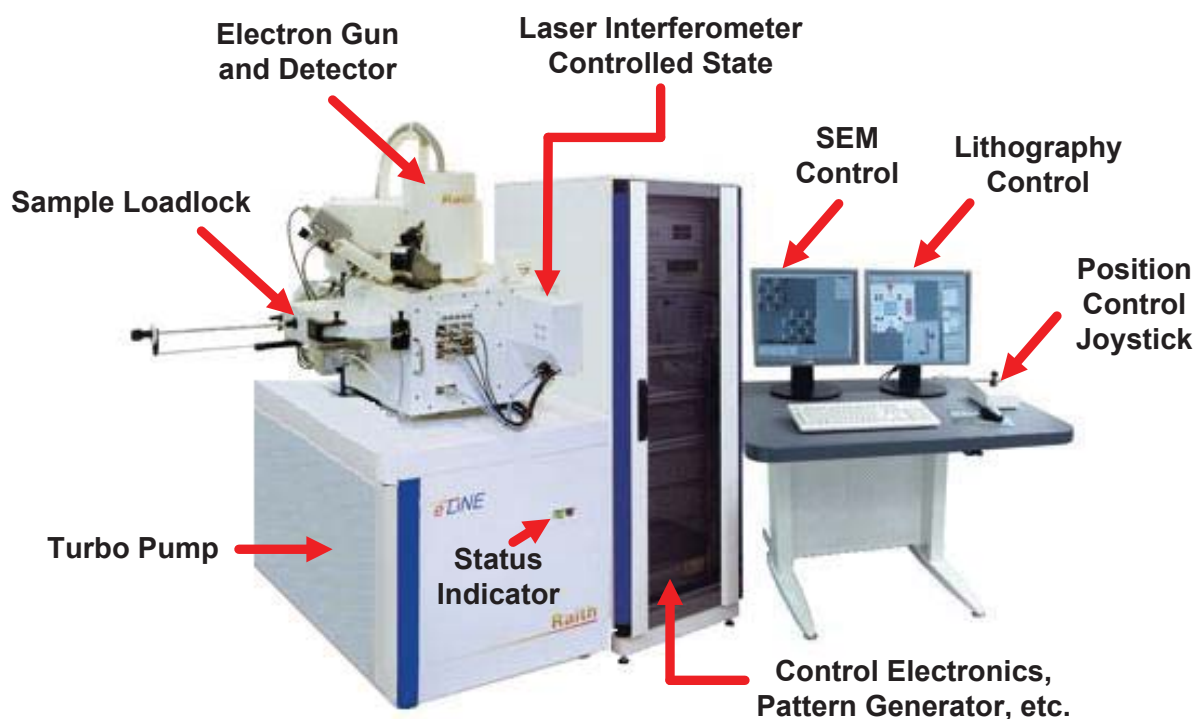 Electron Gun
and Detector
Laser Interferometer
Controlled State
SEM
Control
Lithography
Control
Sample Loadlock
Position
Control
Joystick
Raith
eLiNE
Turbo Pump
Status
Indicator
Raith
Control Electronics,
Pattern Generator, etc.